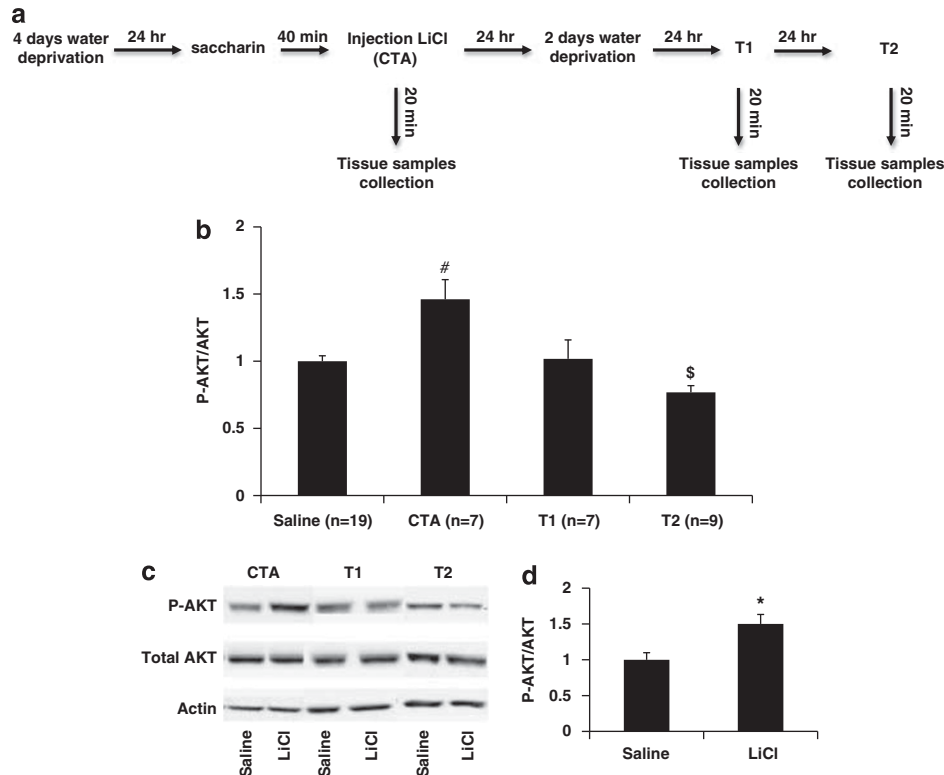 a
4 days water deprivation
24 hr
saccharin
40 min
Injection LiCl (CTA)
24 hr
2 days water deprivation
24 hr
T1
24 hr
T2
20 min
20 min
20 min
Tissue samples collection
Tissue samples collection
Tissue samples collection
b
P-AKT/AKT
2
1.5
1
0.5
0
#
$
Saline (n=19)
CTA (n=7)
T1 (n=7)
T2 (n=9)
c
CTA
T1
T2
P-AKT
Total AKT
Actin
Saline
LiCl
Saline
LiCl
Saline
LiCl
d
P-AKT/AKT
2
1.5
1
0.5
0
*
Saline
LiCl